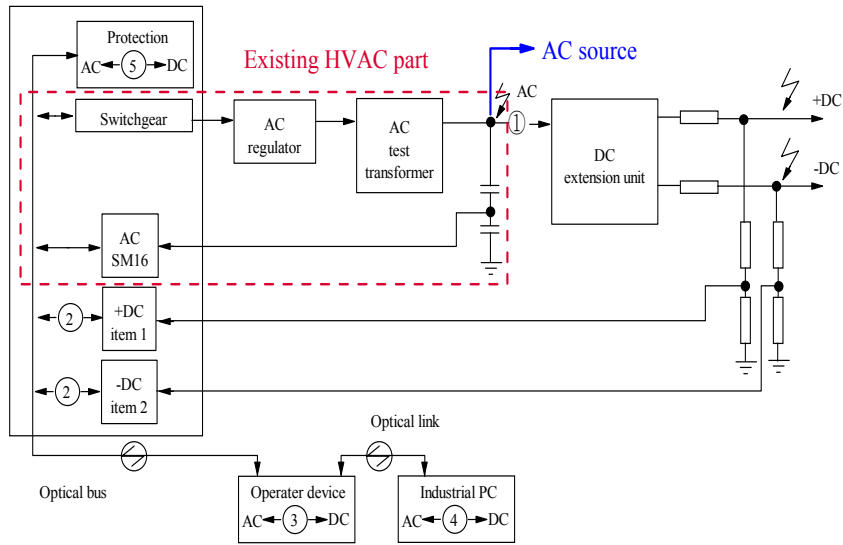 Protection
AC 5 DC
Existing HVAC part
AC source
Switchgear
AC
regulator
AC
test
transformer
AC
1
DC
extension unit
+DC
-DC
AC
SM16
2
+DC
item 1
2
-DC
item 2
Optical link
Optical bus
Operater device
AC 3 DC
Industrial PC
AC 4 DC